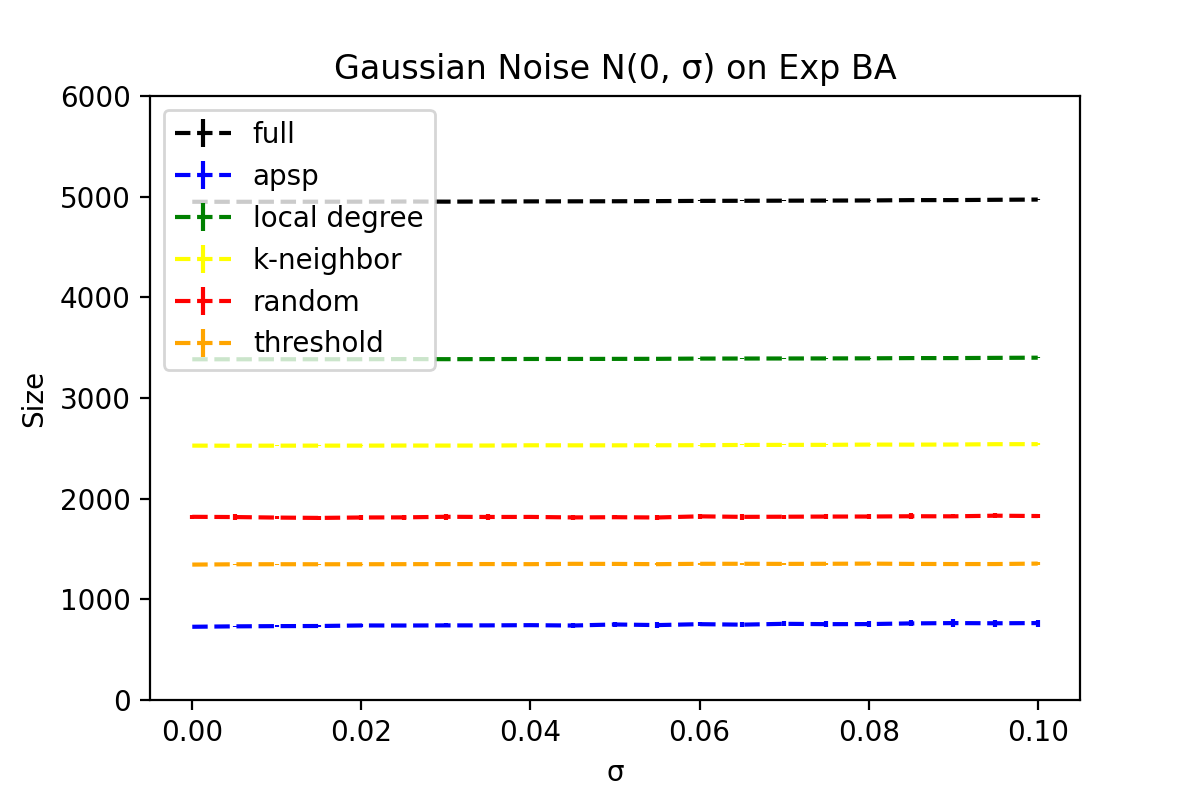 Gaussian Noise N(0, σ) on Exp BA
6000
5000
4000
3000
2000
1000
0
Size
full
apsp
local degree
k-neighbor
random
threshold
0.00 0.02 0.04 0.06 0.08 0.10
σ